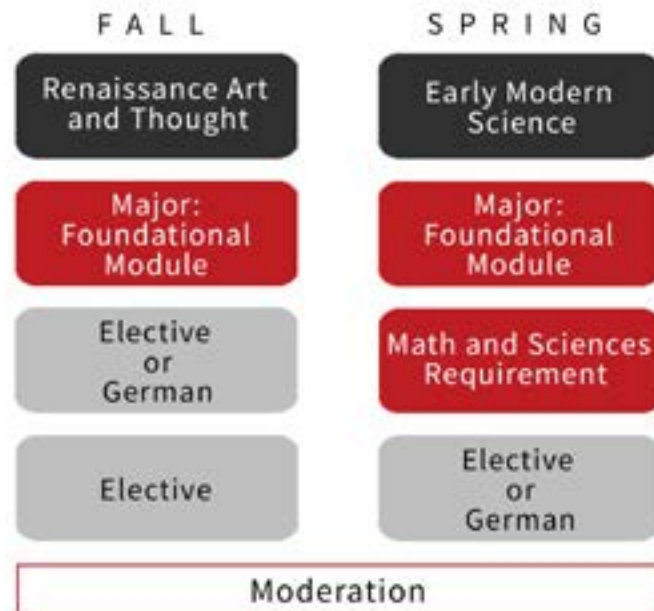 FALL
Renaissance Art
and Thought
Major:
Foundational
Module
Elective
or
German
Elective
SPRING
Early Modern
Science
Major:
Foundational
Module
Math and Sciences
Requirement
Elective
or
German
Moderation